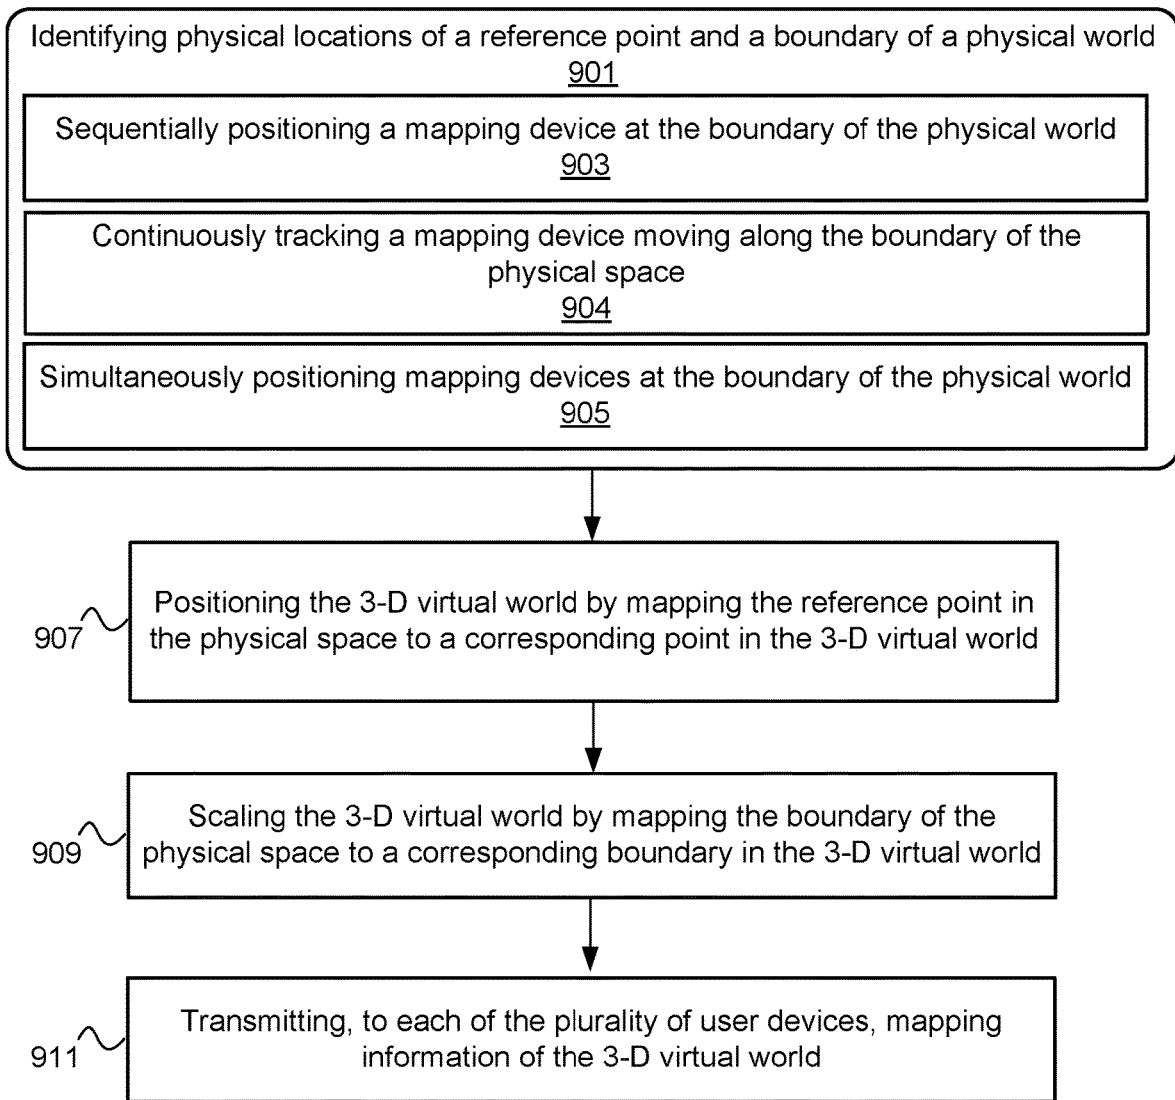 Identifying physical locations of a reference point and a boundary of a physical world
901
Sequentially positioning a mapping device at the boundary of the physical world
903
Continuously tracking a mapping device moving along the boundary of the
physical space
904
Simultaneously positioning mapping devices at the boundary of the physical world
905
Positioning the 3-D virtual world by mapping the reference point in
the physical space to a corresponding point in the 3-D virtual world
907
Scaling the 3-D virtual world by mapping the boundary of the
physical space to a corresponding boundary in the 3-D virtual world
909
Transmitting, to each of the plurality of user devices, mapping
information of the 3-D virtual world
911